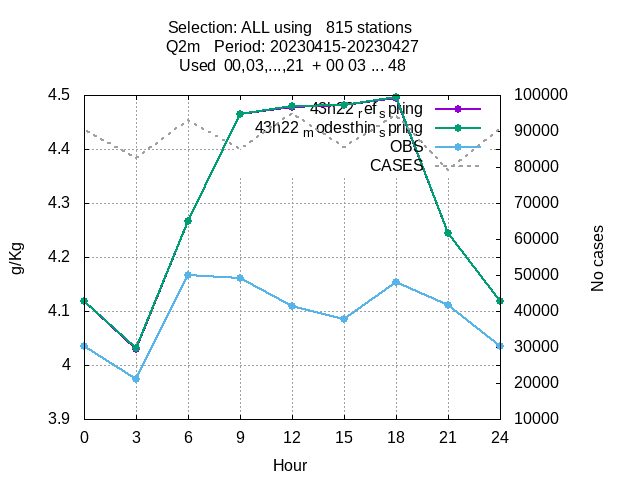 Selection: ALL using   815 stations
Q2m   Period: 20230415-20230427
Used  00,03,...,21  + 00 03 ... 48
4.5
4.4
4.3
4.2
4.1
4
3.9
g/Kg
43h22_ref_spring
43h22_modesthin_spring
OBS
CASES
100000
90000
80000
70000
60000
50000
40000
30000
20000
10000
No cases
0 3 6 9 12 15 18 21 24
Hour